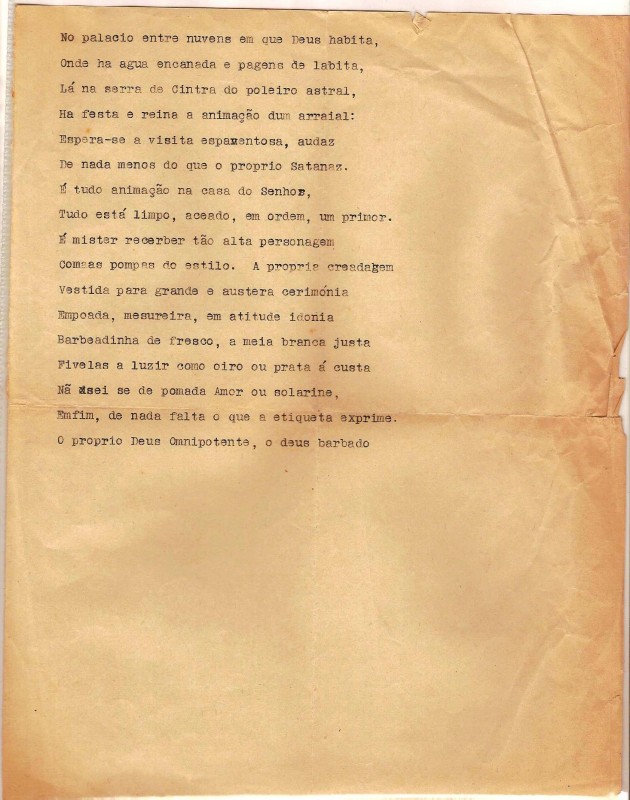 No palacio entre nuvens em que Deus habita,
Onde ha agua encanada e pagens de labita,
Lá na serra de Cintra do poleiro astral,
Ha festa e reina a animação dum arraial:
Espera-se a visita espaventosa, audaz
De nada menos do que o proprio Satanaz.
É tudo animação na casa do Senhor,
Tudo está limpo, aceado, em ordem, um primor.
É mister recerber tão alta personagem
Comsas pompas do estilo. A propria creadagem
Vestida para grande e austera cerimónia
Empoada, mesureira, em atitude idonia
Barbeadinha de fresco, a meia branca justa
Fivelas a luzir como oiro ou prata á custa
Nã sei se de pomada Amor ou solarine,
Emfim, de nada falta o que a etiqueta exprime.
O proprio Deus Omnipotente, o deus barbado